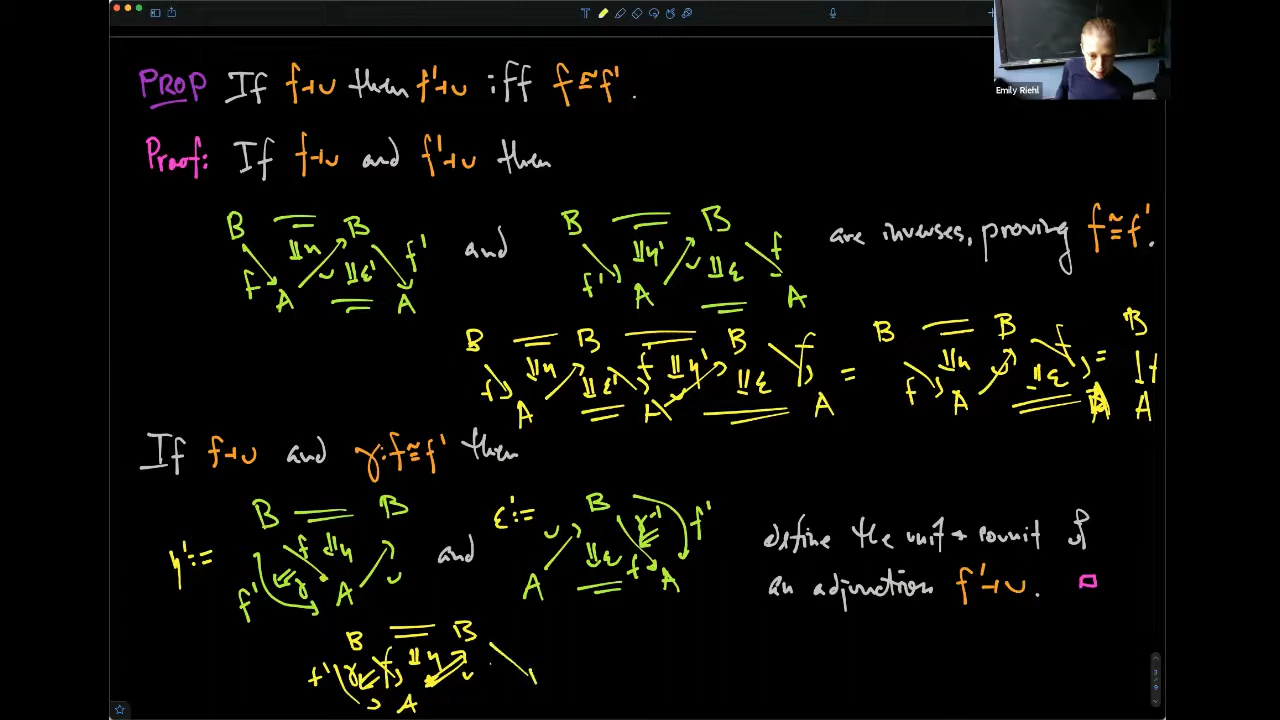 Emily Riehl
PROP If f⊣u then f'⊣u iff f≅f'.
Proof: If f⊣u and f'⊣u then
B B B B
⇓η f' and ⇓η' f are inverses, proving f≅f'.
f u ⇓ε' f' u ⇓ε
A A A A
B B B B B B
f ⇓η u ⇓ε' f' ⇓η' u ⇓ε f = f ⇓η u ⇓ε f = ↓f
A A A A A A
If f⊣u and γ:f≅f' then
B B B
η':= f ⇓η u and ε':= u ⇓ε f γ⁻¹ f' define the unit + counit of
f' γ A A A an adjunction f'⊣u. □
B B
f' γ f ⇓η u
A